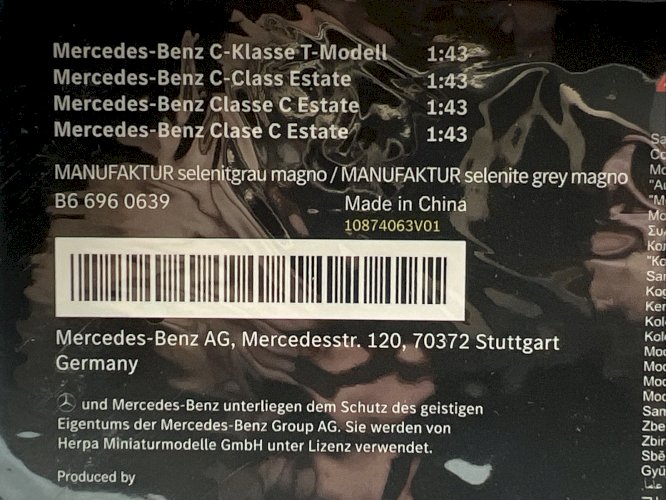 Mercedes-Benz C-Klasse T-Modell 1:43
Mercedes-Benz C-Class Estate 1:43
Mercedes-Benz Classe C Estate 1:43
Mercedes-Benz Clase C Estate 1:43
MANUFAKTUR selenitgrau magno / MANUFAKTUR selenite grey magno
B6 696 0639 Made in China
10874063V01
Mercedes-Benz AG, Mercedesstr. 120, 70372 Stuttgart
Germany
und Mercedes-Benz unterliegen dem Schutz des geistigen
Eigentums der Mercedes-Benz Group AG. Sie werden von
Herpa Miniaturmodelle GmbH unter Lizenz verwendet.
Produced by